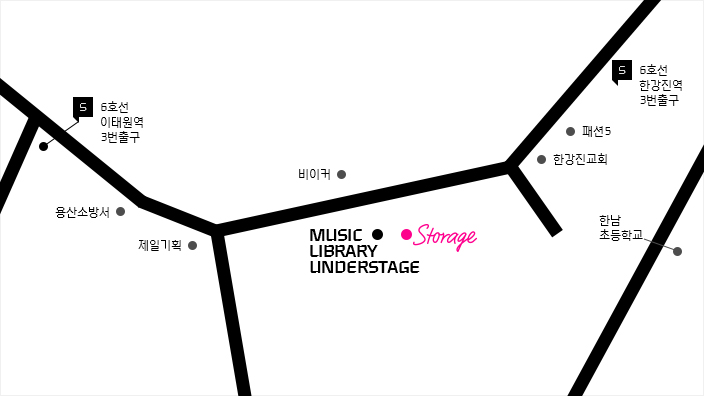 S
6호선
한강진역
3번출구
S
6호선
이태원역
3번출구
패션5
한강진교회
비이커
용산소방서
한남
초등학교
제일기획
MUSIC
LIBRARY
UNDERSTAGE
Storage